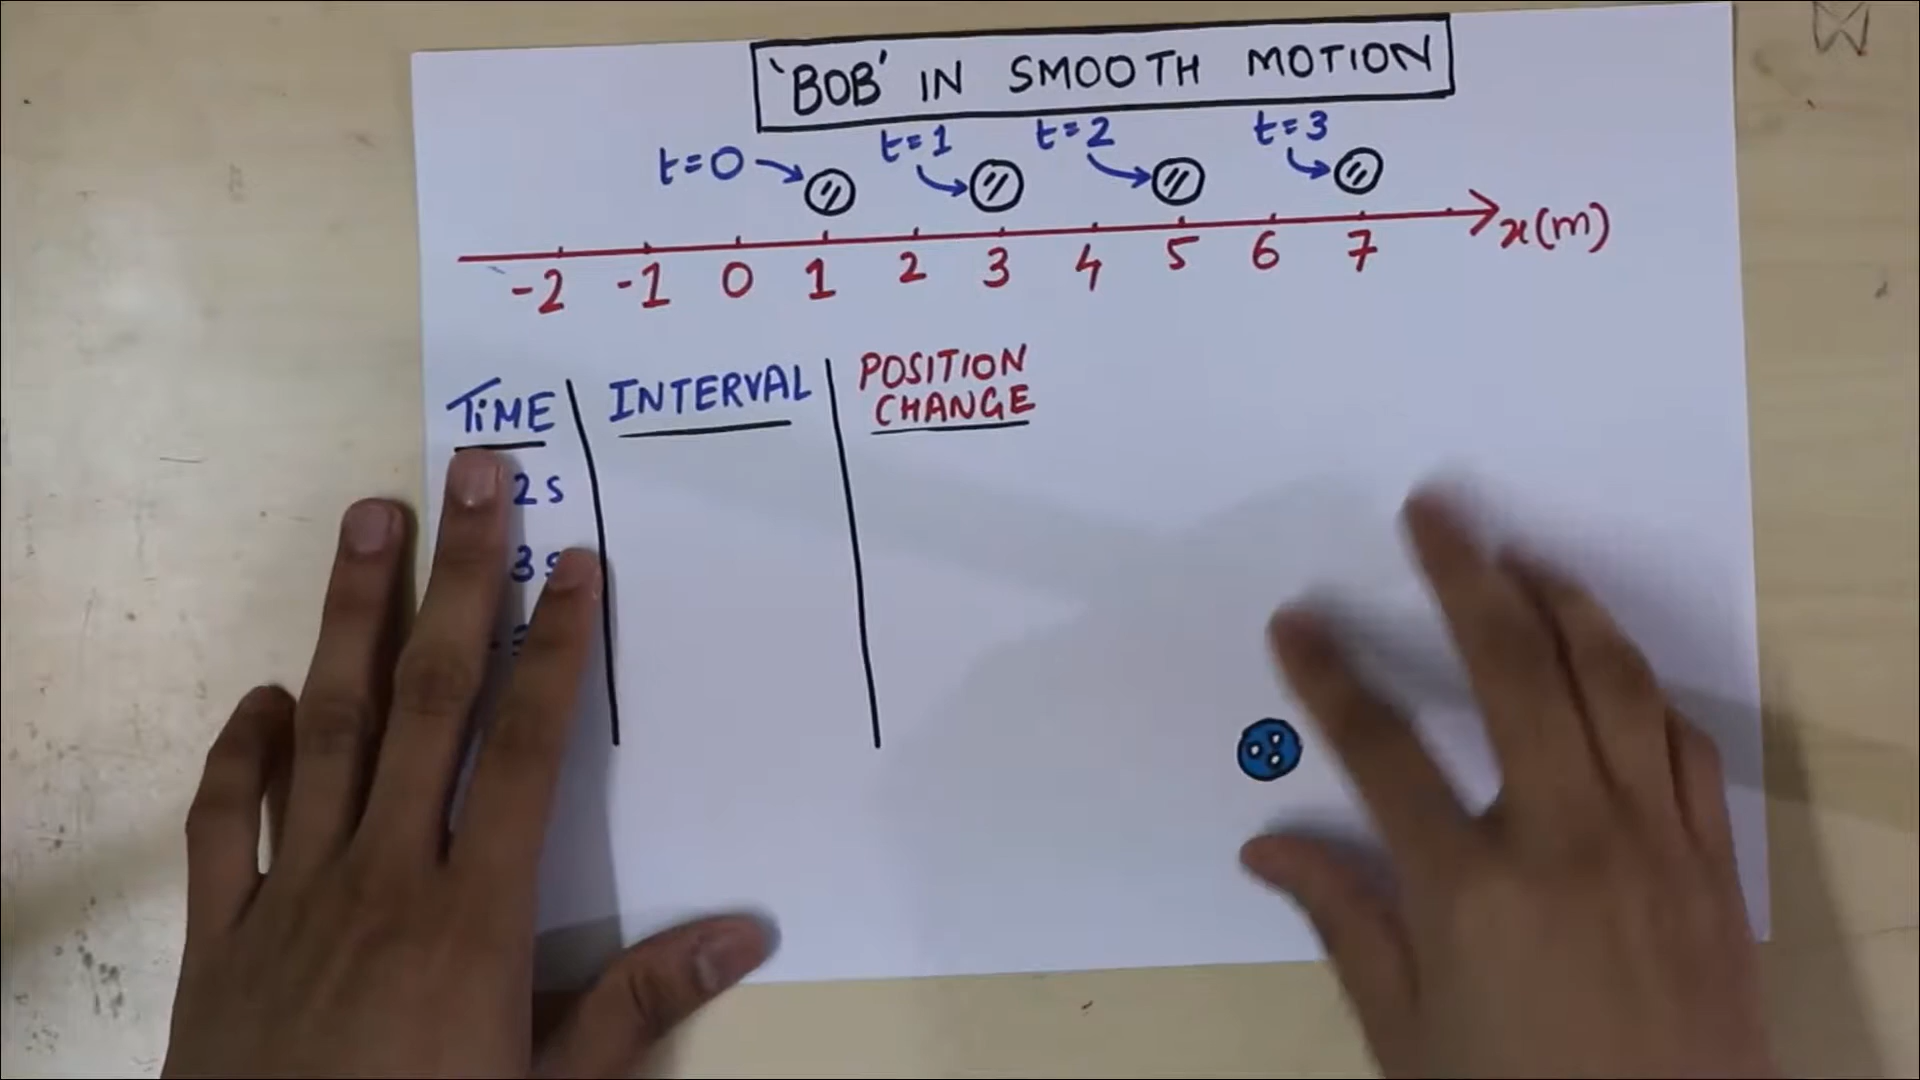 'BOB' IN SMOOTH MOTION
t=0 t=1 t=2 t=3
-2 -1 0 1 2 3 4 5 6 7 x(m)
TiME INTERVAL POSITION CHANGE
2s
3s